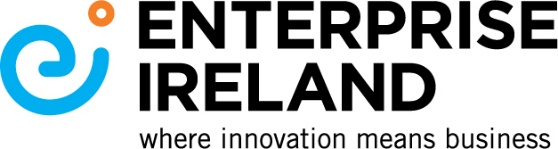 ENTERPRISE
IRELAND
where innovation means business